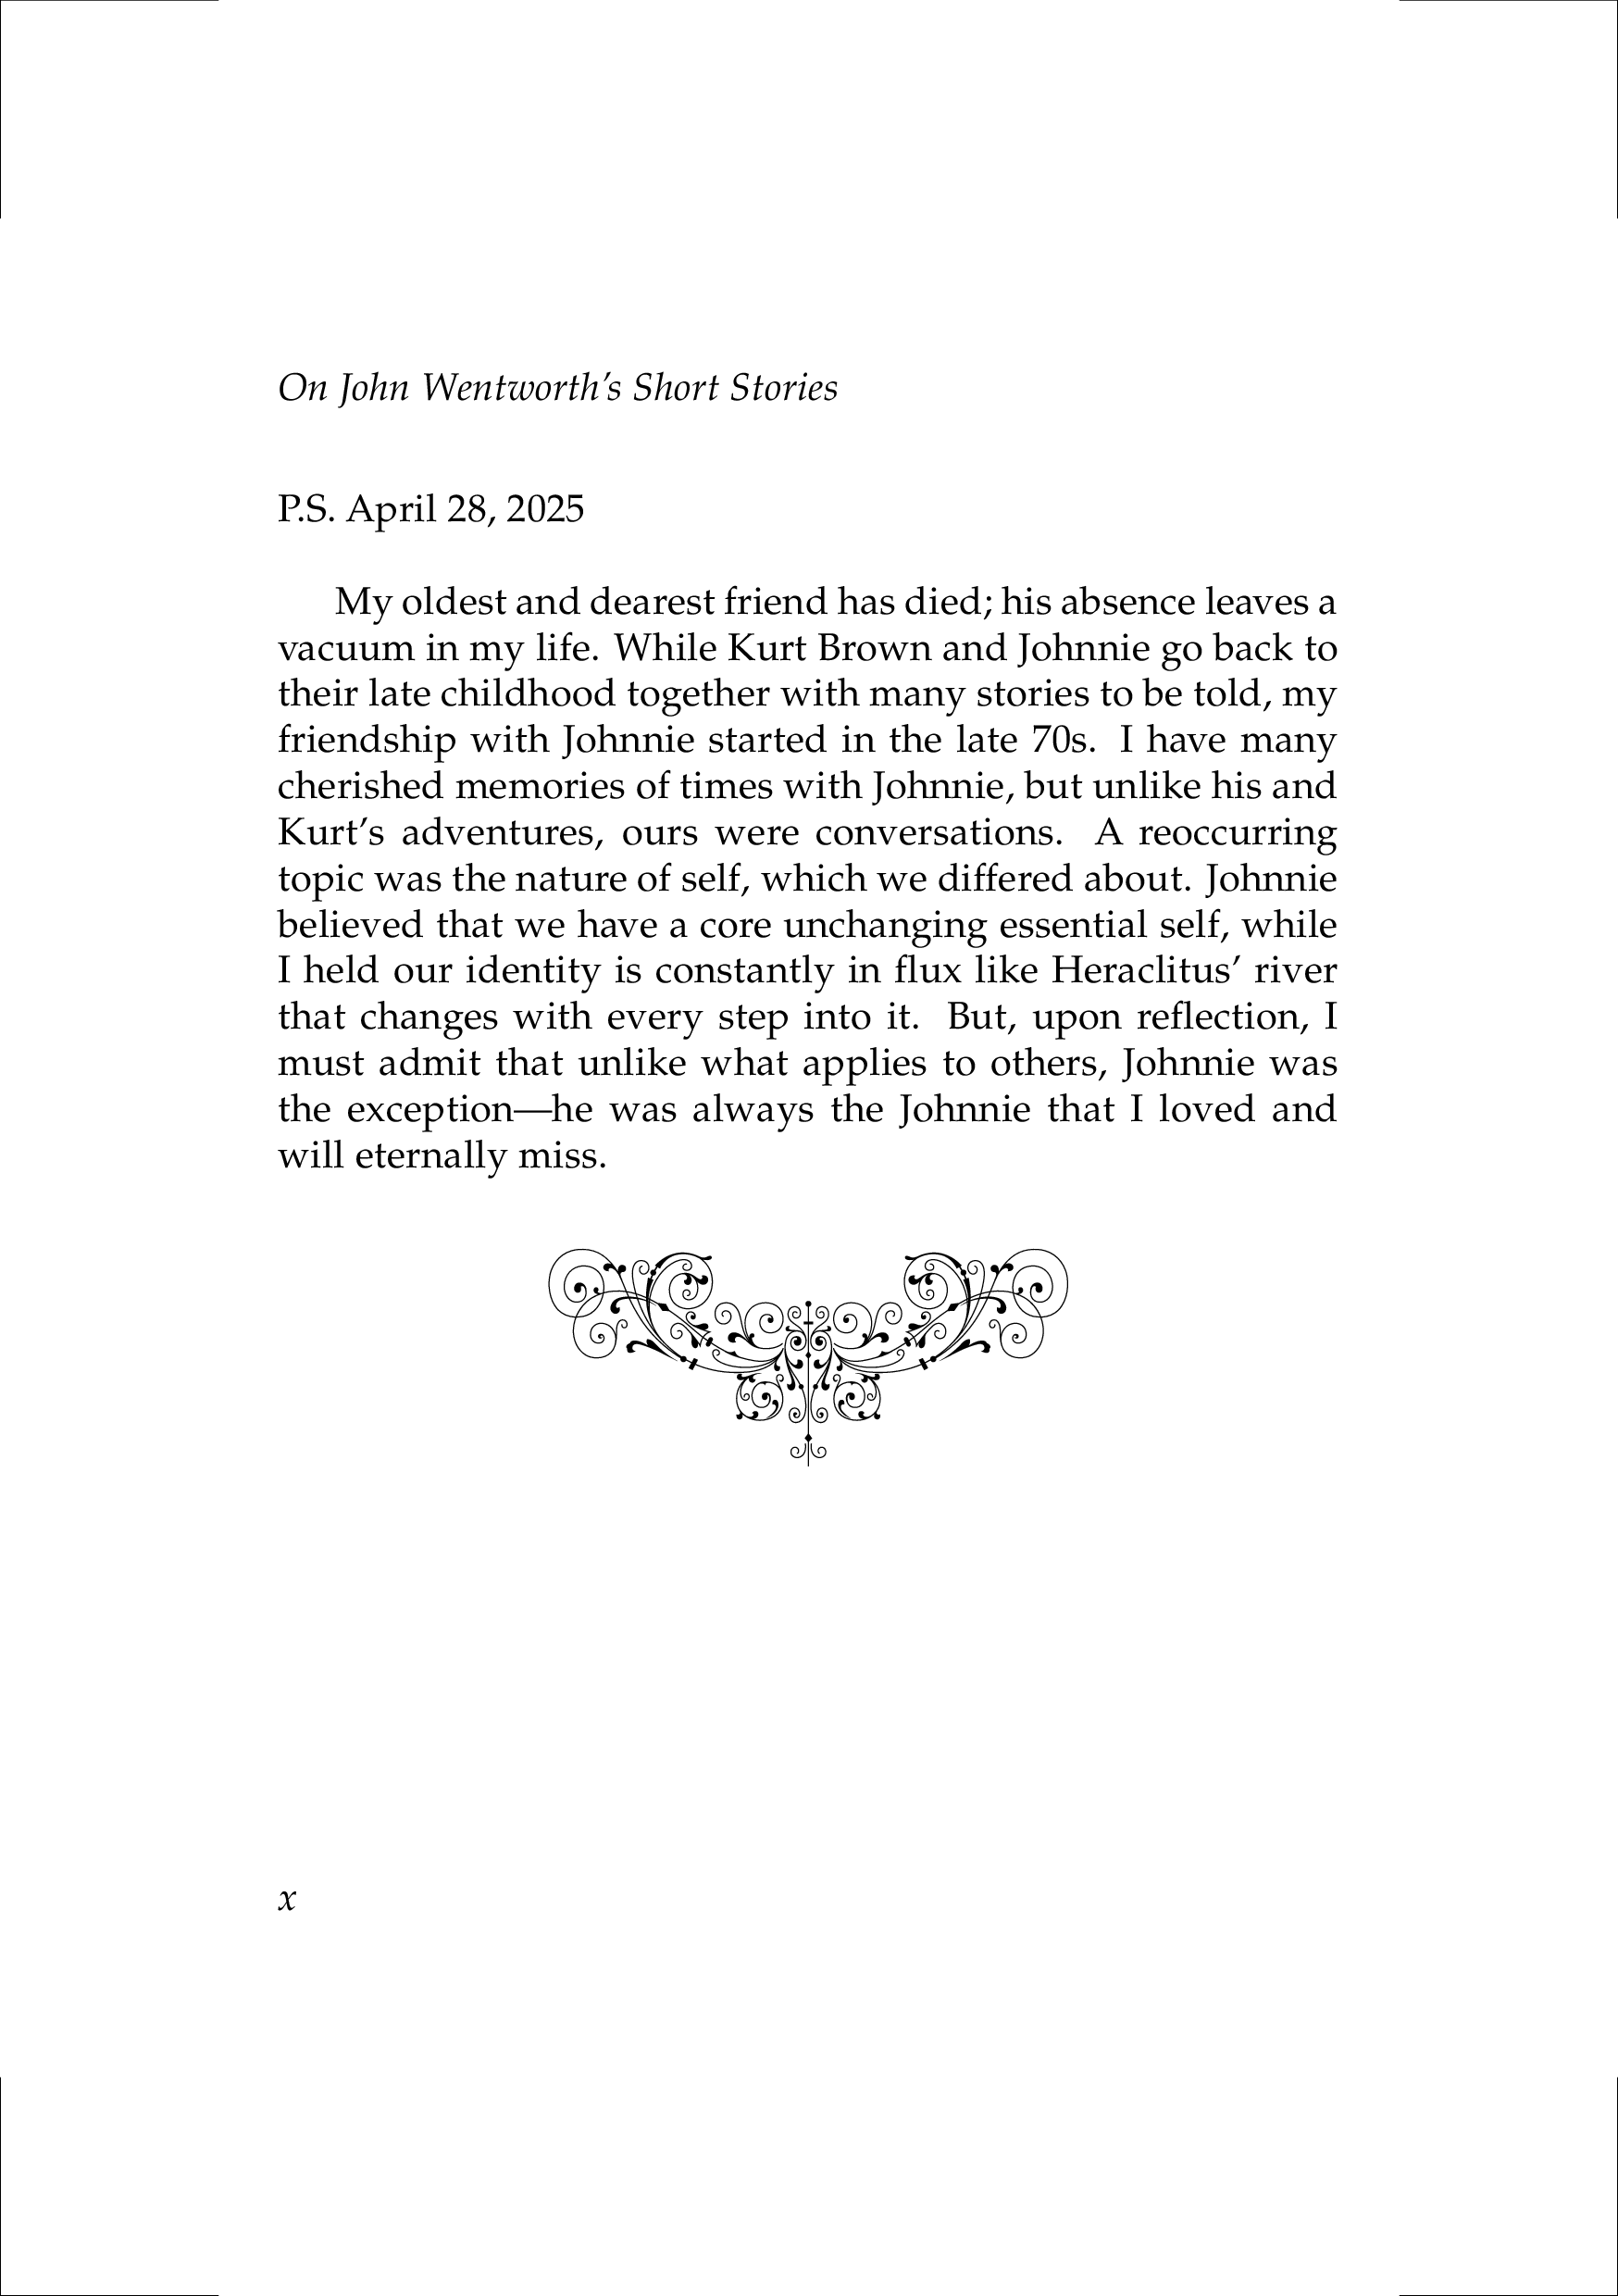 On John Wentworth's Short Stories
P.S. April 28, 2025
My oldest and dearest friend has died; his absence leaves a
vacuum in my life. While Kurt Brown and Johnnie go back to
their late childhood together with many stories to be told, my
friendship with Johnnie started in the late 70s. I have many
cherished memories of times with Johnnie, but unlike his and
Kurt's adventures, ours were conversations. A reoccurring
topic was the nature of self, which we differed about. Johnnie
believed that we have a core unchanging essential self, while
I held our identity is constantly in flux like Heraclitus' river
that changes with every step into it. But, upon reflection, I
must admit that unlike what applies to others, Johnnie was
the exception—he was always the Johnnie that I loved and
will eternally miss.
x